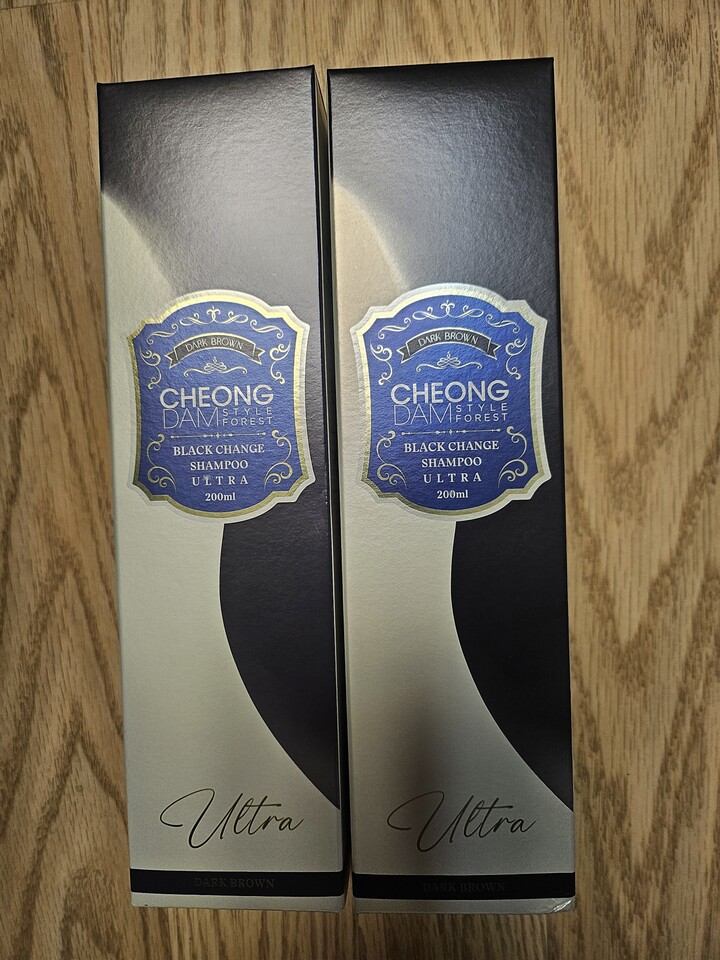 DARK BROWN
CHEONG
DAM STYLE FOREST
BLACK CHANGE
SHAMPOO
ULTRA
200ml
Ultra
DARK BROWN
DARK BROWN
CHEONG
DAM STYLE FOREST
BLACK CHANGE
SHAMPOO
ULTRA
200ml
Ultra
DARK BROWN